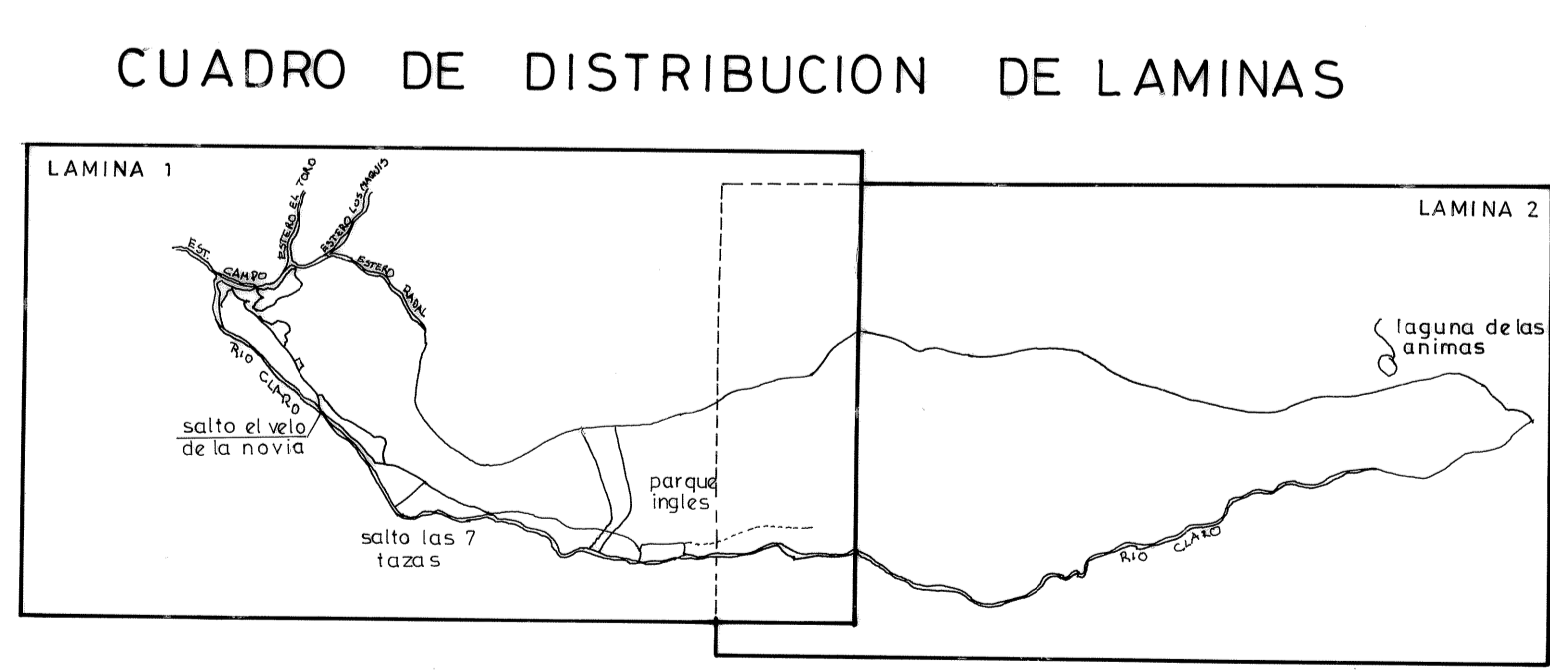 CUADRO DE DISTRIBUCION DE LAMINAS
LAMINA 1
LAMINA 2
ESTERO EL TORO
ESTERO LOS MAQUIS
EST.
CAMPO
ESTERO
RADAL
RIO
CLARO
salto el velo
de la novia
salto las 7
tazas
parque
ingles
laguna de las
animas
RIO
CLARO